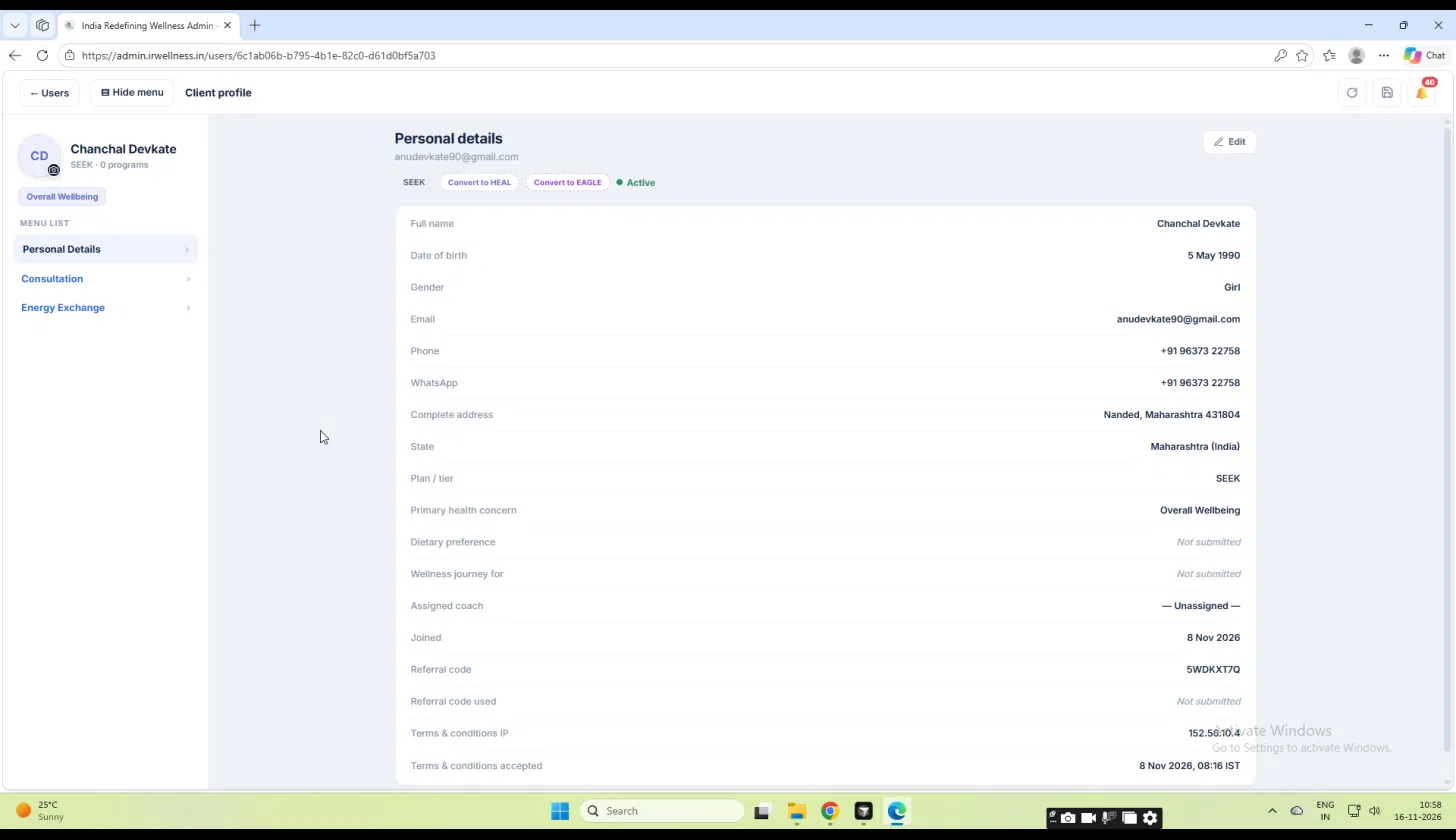 India Redefining Wellness Admin -
https://admin.irwellness.in/users/6c1ab06b-b795-4b1e-82c0-d61d0bf5a703
Chat
← Users
Hide menu
Client profile
40
CD
Chanchal Devkate
SEEK · 0 programs
Overall Wellbeing
MENU LIST
Personal Details
Consultation
Energy Exchange
Personal details
anudevkate90@gmail.com
Edit
SEEK Convert to HEAL Convert to EAGLE Active
Full name Chanchal Devkate
Date of birth 5 May 1990
Gender Girl
Email anudevkate90@gmail.com
Phone +91 96373 22758
WhatsApp +91 96373 22758
Complete address Nanded, Maharashtra 431804
State Maharashtra (India)
Plan / tier SEEK
Primary health concern Overall Wellbeing
Dietary preference Not submitted
Wellness journey for Not submitted
Assigned coach — Unassigned —
Joined 8 Nov 2026
Referral code 5WDKXT7Q
Referral code used Not submitted
Terms & conditions IP 152.56.10.4
Terms & conditions accepted 8 Nov 2026, 08:16 IST
Activate Windows
Go to Settings to activate Windows.
25°C
Sunny
Search
ENG
IN
10:58
16-11-2026